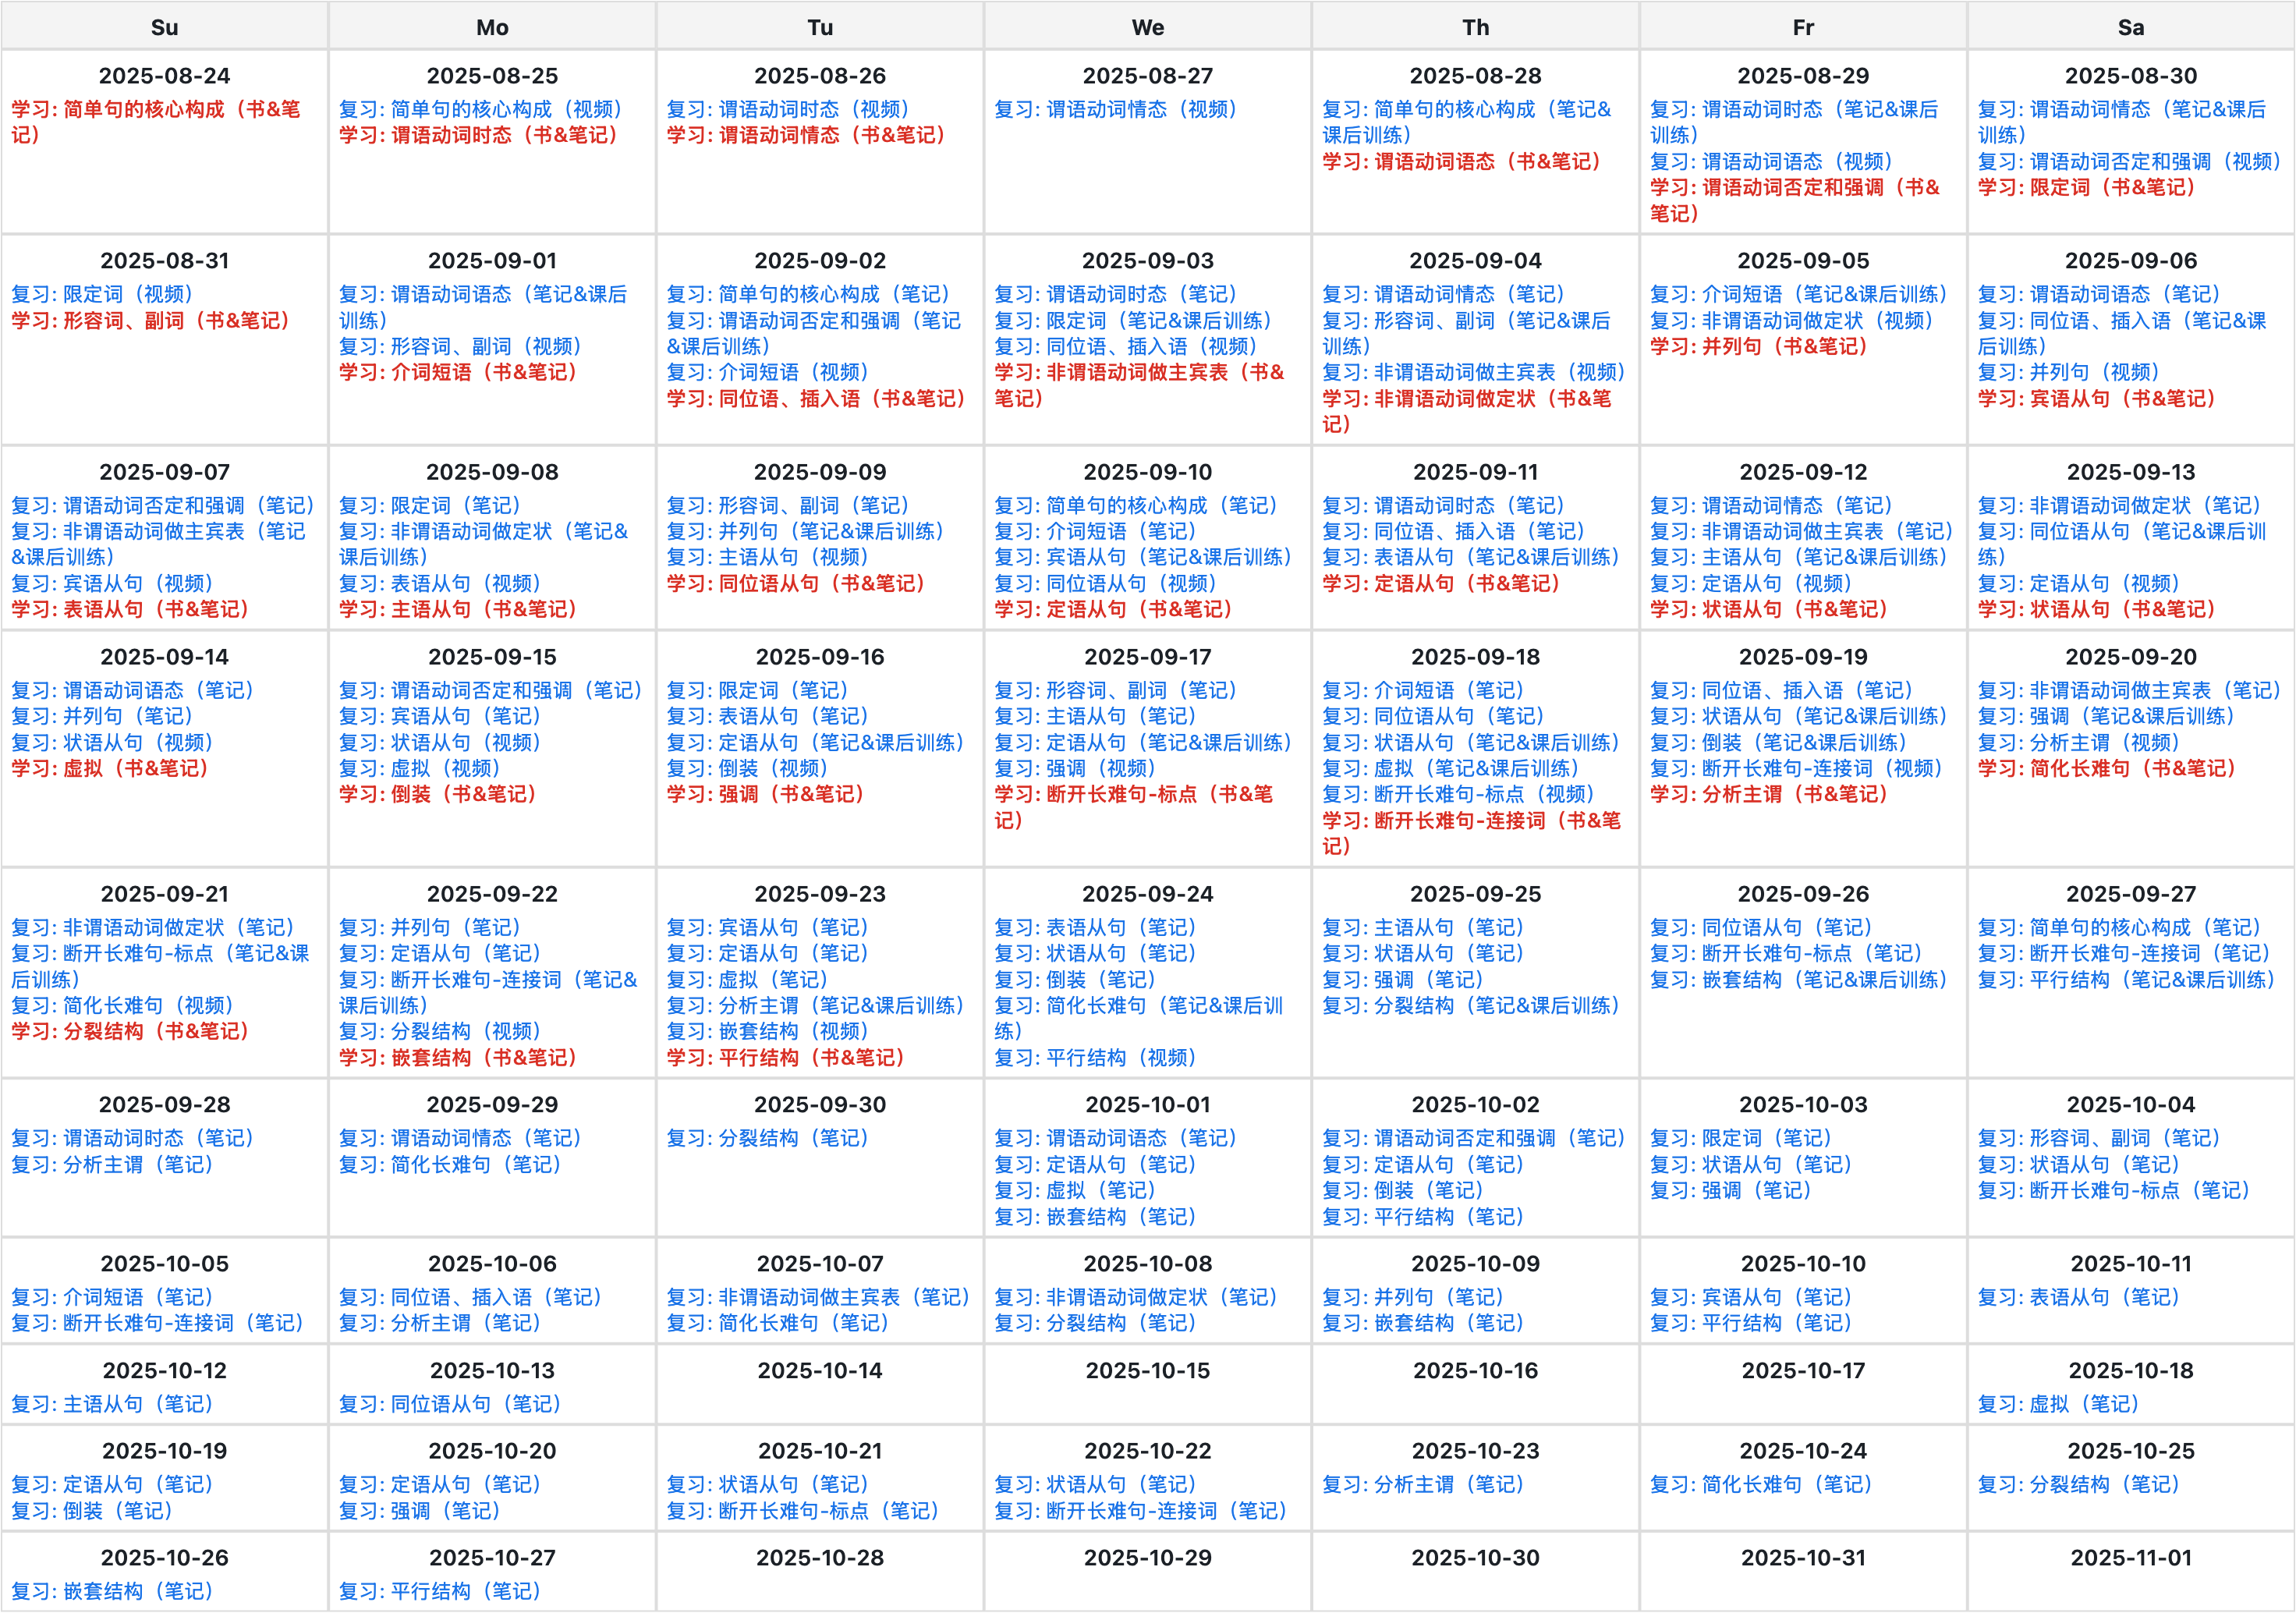 Su Mo Tu We Th Fr Sa
2025-08-24
学习: 简单句的核心构成（书&笔
记）
2025-08-25
复习: 简单句的核心构成（视频）
学习: 谓语动词时态（书&笔记）
2025-08-26
复习: 谓语动词时态（视频）
学习: 谓语动词情态（书&笔记）
2025-08-27
复习: 谓语动词情态（视频）
2025-08-28
复习: 简单句的核心构成（笔记&
课后训练）
学习: 谓语动词语态（书&笔记）
2025-08-29
复习: 谓语动词时态（笔记&课后
训练）
复习: 谓语动词语态（视频）
学习: 谓语动词否定和强调（书&
笔记）
2025-08-30
复习: 谓语动词情态（笔记&课后
训练）
复习: 谓语动词否定和强调（视频）
学习: 限定词（书&笔记）
2025-08-31
复习: 限定词（视频）
学习: 形容词、副词（书&笔记）
2025-09-01
复习: 谓语动词语态（笔记&课后
训练）
复习: 形容词、副词（视频）
学习: 介词短语（书&笔记）
2025-09-02
复习: 简单句的核心构成（笔记）
复习: 谓语动词否定和强调（笔记
&课后训练）
复习: 介词短语（视频）
学习: 同位语、插入语（书&笔记）
2025-09-03
复习: 谓语动词时态（笔记）
复习: 限定词（笔记&课后训练）
复习: 同位语、插入语（视频）
学习: 非谓语动词做主宾表（书&
笔记）
2025-09-04
复习: 谓语动词情态（笔记）
复习: 形容词、副词（笔记&课后
训练）
复习: 非谓语动词做主宾表（视频）
学习: 非谓语动词做定状（书&笔
记）
2025-09-05
复习: 介词短语（笔记&课后训练）
复习: 非谓语动词做定状（视频）
学习: 并列句（书&笔记）
2025-09-06
复习: 谓语动词语态（笔记）
复习: 同位语、插入语（笔记&课
后训练）
复习: 并列句（视频）
学习: 宾语从句（书&笔记）
2025-09-07
复习: 谓语动词否定和强调（笔记）
复习: 非谓语动词做主宾表（笔记
&课后训练）
复习: 宾语从句（视频）
学习: 表语从句（书&笔记）
2025-09-08
复习: 限定词（笔记）
复习: 非谓语动词做定状（笔记&
课后训练）
复习: 表语从句（视频）
学习: 主语从句（书&笔记）
2025-09-09
复习: 形容词、副词（笔记）
复习: 并列句（笔记&课后训练）
复习: 主语从句（视频）
学习: 同位语从句（书&笔记）
2025-09-10
复习: 简单句的核心构成（笔记）
复习: 介词短语（笔记）
复习: 宾语从句（笔记&课后训练）
复习: 同位语从句（视频）
学习: 定语从句（书&笔记）
2025-09-11
复习: 谓语动词时态（笔记）
复习: 同位语、插入语（笔记）
复习: 表语从句（笔记&课后训练）
学习: 定语从句（书&笔记）
2025-09-12
复习: 谓语动词情态（笔记）
复习: 非谓语动词做主宾表（笔记）
复习: 主语从句（笔记&课后训练）
复习: 定语从句（视频）
学习: 状语从句（书&笔记）
2025-09-13
复习: 非谓语动词做定状（笔记）
复习: 同位语从句（笔记&课后训
练）
复习: 定语从句（视频）
学习: 状语从句（书&笔记）
2025-09-14
复习: 谓语动词语态（笔记）
复习: 并列句（笔记）
复习: 状语从句（视频）
学习: 虚拟（书&笔记）
2025-09-15
复习: 谓语动词否定和强调（笔记）
复习: 宾语从句（笔记）
复习: 状语从句（视频）
复习: 虚拟（视频）
学习: 倒装（书&笔记）
2025-09-16
复习: 限定词（笔记）
复习: 表语从句（笔记）
复习: 定语从句（笔记&课后训练）
复习: 倒装（视频）
学习: 强调（书&笔记）
2025-09-17
复习: 形容词、副词（笔记）
复习: 主语从句（笔记）
复习: 定语从句（笔记&课后训练）
复习: 强调（视频）
学习: 断开长难句-标点（书&笔
记）
2025-09-18
复习: 介词短语（笔记）
复习: 同位语从句（笔记）
复习: 状语从句（笔记&课后训练）
复习: 虚拟（笔记&课后训练）
复习: 断开长难句-标点（视频）
学习: 断开长难句-连接词（书&笔
记）
2025-09-19
复习: 同位语、插入语（笔记）
复习: 状语从句（笔记&课后训练）
复习: 倒装（笔记&课后训练）
复习: 断开长难句-连接词（视频）
学习: 分析主谓（书&笔记）
2025-09-20
复习: 非谓语动词做主宾表（笔记）
复习: 强调（笔记&课后训练）
复习: 分析主谓（视频）
学习: 简化长难句（书&笔记）
2025-09-21
复习: 非谓语动词做定状（笔记）
复习: 断开长难句-标点（笔记&课
后训练）
复习: 简化长难句（视频）
学习: 分裂结构（书&笔记）
2025-09-22
复习: 并列句（笔记）
复习: 定语从句（笔记）
复习: 断开长难句-连接词（笔记&
课后训练）
复习: 分裂结构（视频）
学习: 嵌套结构（书&笔记）
2025-09-23
复习: 宾语从句（笔记）
复习: 定语从句（笔记）
复习: 虚拟（笔记）
复习: 分析主谓（笔记&课后训练）
复习: 嵌套结构（视频）
学习: 平行结构（书&笔记）
2025-09-24
复习: 表语从句（笔记）
复习: 状语从句（笔记）
复习: 倒装（笔记）
复习: 简化长难句（笔记&课后训
练）
复习: 平行结构（视频）
2025-09-25
复习: 主语从句（笔记）
复习: 状语从句（笔记）
复习: 强调（笔记）
复习: 分裂结构（笔记&课后训练）
2025-09-26
复习: 同位语从句（笔记）
复习: 断开长难句-标点（笔记）
复习: 嵌套结构（笔记&课后训练）
2025-09-27
复习: 简单句的核心构成（笔记）
复习: 断开长难句-连接词（笔记）
复习: 平行结构（笔记&课后训练）
2025-09-28
复习: 谓语动词时态（笔记）
复习: 分析主谓（笔记）
2025-09-29
复习: 谓语动词情态（笔记）
复习: 简化长难句（笔记）
2025-09-30
复习: 分裂结构（笔记）
2025-10-01
复习: 谓语动词语态（笔记）
复习: 定语从句（笔记）
复习: 虚拟（笔记）
复习: 嵌套结构（笔记）
2025-10-02
复习: 谓语动词否定和强调（笔记）
复习: 定语从句（笔记）
复习: 倒装（笔记）
复习: 平行结构（笔记）
2025-10-03
复习: 限定词（笔记）
复习: 状语从句（笔记）
复习: 强调（笔记）
2025-10-04
复习: 形容词、副词（笔记）
复习: 状语从句（笔记）
复习: 断开长难句-标点（笔记）
2025-10-05
复习: 介词短语（笔记）
复习: 断开长难句-连接词（笔记）
2025-10-06
复习: 同位语、插入语（笔记）
复习: 分析主谓（笔记）
2025-10-07
复习: 非谓语动词做主宾表（笔记）
复习: 简化长难句（笔记）
2025-10-08
复习: 非谓语动词做定状（笔记）
复习: 分裂结构（笔记）
2025-10-09
复习: 并列句（笔记）
复习: 嵌套结构（笔记）
2025-10-10
复习: 宾语从句（笔记）
复习: 平行结构（笔记）
2025-10-11
复习: 表语从句（笔记）
2025-10-12
复习: 主语从句（笔记）
2025-10-13
复习: 同位语从句（笔记）
2025-10-14
2025-10-15
2025-10-16
2025-10-17
2025-10-18
复习: 虚拟（笔记）
2025-10-19
复习: 定语从句（笔记）
复习: 倒装（笔记）
2025-10-20
复习: 定语从句（笔记）
复习: 强调（笔记）
2025-10-21
复习: 状语从句（笔记）
复习: 断开长难句-标点（笔记）
2025-10-22
复习: 状语从句（笔记）
复习: 断开长难句-连接词（笔记）
2025-10-23
复习: 分析主谓（笔记）
2025-10-24
复习: 简化长难句（笔记）
2025-10-25
复习: 分裂结构（笔记）
2025-10-26
复习: 嵌套结构（笔记）
2025-10-27
复习: 平行结构（笔记）
2025-10-28
2025-10-29
2025-10-30
2025-10-31
2025-11-01